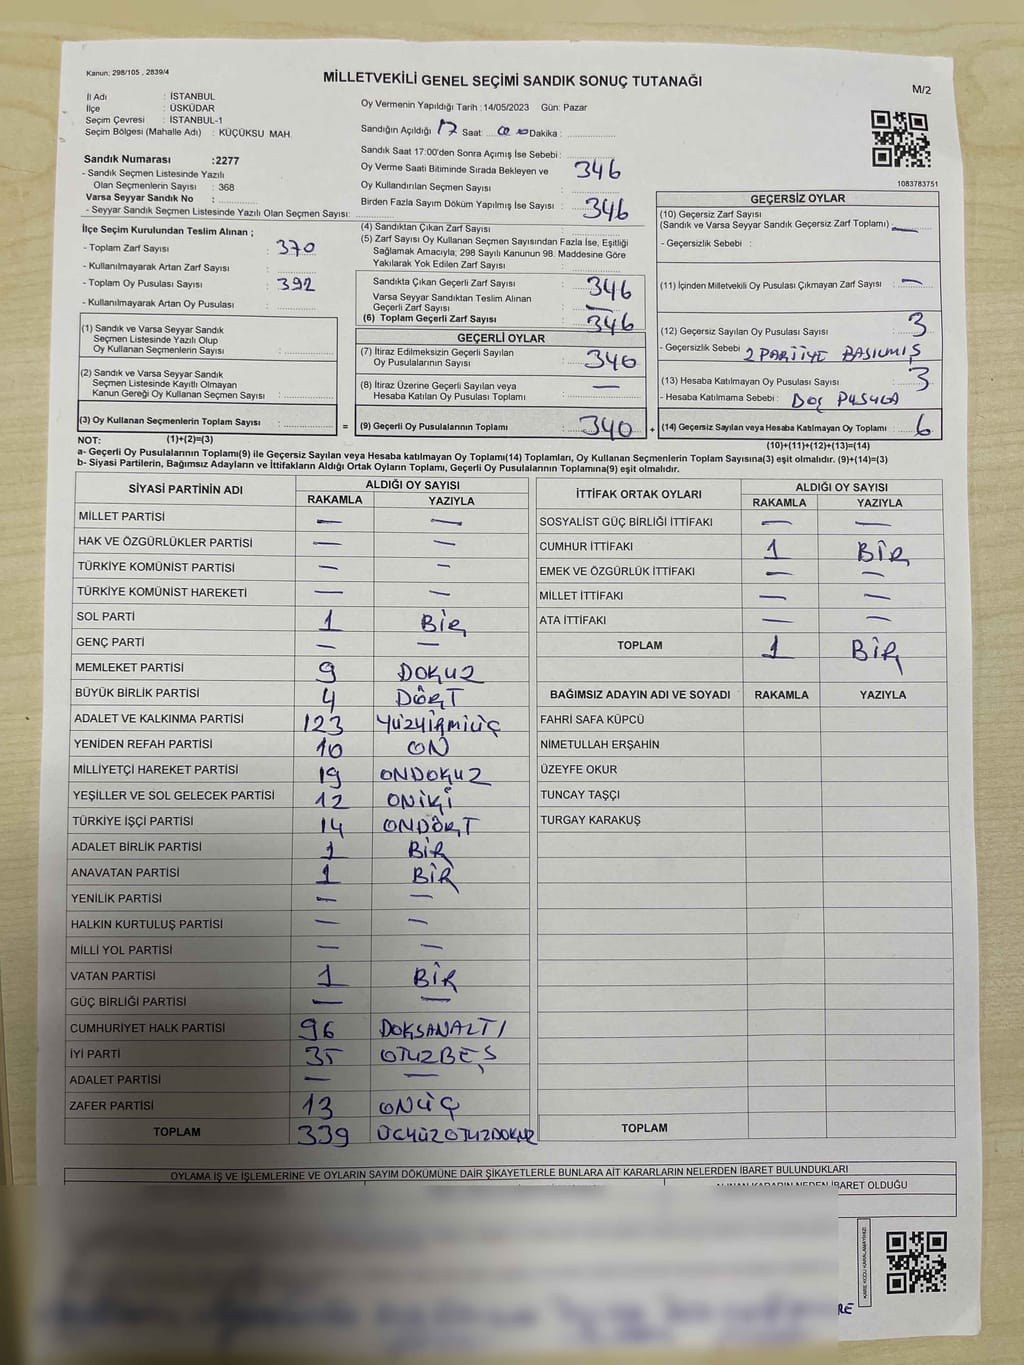 Kanun; 298/105 , 2839/4
MİLLETVEKİLİ GENEL SEÇİMİ SANDIK SONUÇ TUTANAĞI
M/2
İl Adı : İSTANBUL
İlçe : ÜSKÜDAR
Seçim Çevresi : İSTANBUL-1
Seçim Bölgesi (Mahalle Adı) : KÜÇÜKSU MAH.
Sandık Numarası :2277
- Sandık Seçmen Listesinde Yazılı
Olan Seçmenlerin Sayısı : 368
Varsa Seyyar Sandık No :
- Seyyar Sandık Seçmen Listesinde Yazılı Olan Seçmen Sayısı:
Oy Vermenin Yapıldığı Tarih :14/05/2023 Gün: Pazar
Sandığın Açıldığı 17 Saat 00 Dakika :
Sandık Saat 17:00'den Sonra Açımış İse Sebebi:
Oy Verme Saati Bitiminde Sırada Bekleyen ve 346
Oy Kullandırılan Seçmen Sayısı :
Birden Fazla Sayım Döküm Yapılmış İse Sayısı : 346
1083783751
İlçe Seçim Kurulundan Teslim Alınan ;
- Toplam Zarf Sayısı : 370
- Kullanılmayarak Artan Zarf Sayısı :
- Toplam Oy Pusulası Sayısı : 392
- Kullanılmayarak Artan Oy Pusulası :
(1) Sandık ve Varsa Seyyar Sandık
Seçmen Listesinde Yazılı Olup
Oy Kullanan Seçmenlerin Sayısı :
(2) Sandık ve Varsa Seyyar Sandık
Seçmen Listesinde Kayıtlı Olmayan
Kanun Gereği Oy Kullanan Seçmen Sayısı :
(3) Oy Kullanan Seçmenlerin Toplam Sayısı :
=
(4) Sandıktan Çıkan Zarf Sayısı :
(5) Zarf Sayısı Oy Kullanan Seçmen Sayısından Fazla İse, Eşitliği
Sağlamak Amacıyla; 298 Sayılı Kanunun 98. Maddesine Göre
Yakılarak Yok Edilen Zarf Sayısı :
Sandıkta Çıkan Geçerli Zarf Sayısı : 346
Varsa Seyyar Sandıktan Teslim Alınan
Geçerli Zarf Sayısı : —
(6) Toplam Geçerli Zarf Sayısı : 346
GEÇERLİ OYLAR
(7) İtiraz Edilmeksizin Geçerli Sayılan
Oy Pusulalarının Sayısı : 340
(8) İtiraz Üzerine Geçerli Sayılan veya
Hesaba Katılan Oy Pusulası Toplamı : —
(9) Geçerli Oy Pusulalarının Toplamı : 340
+
GEÇERSİZ OYLAR
(10) Geçersiz Zarf Sayısı
(Sandık ve Varsa Seyyar Sandık Geçersiz Zarf Toplamı) —
- Geçersizlik Sebebi :
(11) İçinden Milletvekili Oy Pusulası Çıkmayan Zarf Sayısı : —
(12) Geçersiz Sayılan Oy Pusulası Sayısı : 3
- Geçersizlik Sebebi 2 PARTİYE BASILMIŞ
(13) Hesaba Katılmayan Oy Pusulası Sayısı : 3
- Hesaba Katılmama Sebebi : BOŞ PUSULA
(14) Geçersiz Sayılan veya Hesaba Katılmayan Oy Toplamı : 6
NOT: (1)+(2)=(3)
(10)+(11)+(12)+(13)=(14)
a- Geçerli Oy Pusulalarının Toplamı(9) ile Geçersiz Sayılan veya Hesaba katılmayan Oy Toplamı(14) Toplamları, Oy Kullanan Seçmenlerin Toplam Sayısına(3) eşit olmalıdır. (9)+(14)=(3)
b- Siyasi Partilerin, Bağımsız Adayların ve İttifakların Aldığı Ortak Oyların Toplamı, Geçerli Oy Pusulalarının Toplamına(9) eşit olmalıdır.
SİYASİ PARTİNİN ADI ALDIĞI OY SAYISI
RAKAMLA YAZIYLA
MİLLET PARTİSİ — —
HAK VE ÖZGÜRLÜKLER PARTİSİ — —
TÜRKİYE KOMÜNİST PARTİSİ — —
TÜRKİYE KOMÜNİST HAREKETİ — —
SOL PARTİ 1 BİR
GENÇ PARTİ — —
MEMLEKET PARTİSİ 9 DOKUZ
BÜYÜK BİRLİK PARTİSİ 4 DÖRT
ADALET VE KALKINMA PARTİSİ 123 YÜZYİRMİÜÇ
YENİDEN REFAH PARTİSİ 10 ON
MİLLİYETÇİ HAREKET PARTİSİ 19 ONDOKUZ
YEŞİLLER VE SOL GELECEK PARTİSİ 12 ONİKİ
TÜRKİYE İŞÇİ PARTİSİ 14 ONDÖRT
ADALET BİRLİK PARTİSİ 1 BİR
ANAVATAN PARTİSİ 1 BİR
YENİLİK PARTİSİ — —
HALKIN KURTULUŞ PARTİSİ — —
MİLLİ YOL PARTİSİ — —
VATAN PARTİSİ 1 BİR
GÜÇ BİRLİĞİ PARTİSİ — —
CUMHURİYET HALK PARTİSİ 96 DOKSANALTI
İYİ PARTİ 35 OTUZBEŞ
ADALET PARTİSİ — —
ZAFER PARTİSİ 13 ONÜÇ
TOPLAM 339 ÜÇYÜZOTUZDOKUZ
İTTİFAK ORTAK OYLARI ALDIĞI OY SAYISI
RAKAMLA YAZIYLA
SOSYALİST GÜÇ BİRLİĞİ İTTİFAKI — —
CUMHUR İTTİFAKI 1 BİR
EMEK VE ÖZGÜRLÜK İTTİFAKI — —
MİLLET İTTİFAKI — —
ATA İTTİFAKI — —
TOPLAM 1 BİR
BAĞIMSIZ ADAYIN ADI VE SOYADI RAKAMLA YAZIYLA
FAHRİ SAFA KÜPCÜ
NİMETULLAH ERŞAHİN
ÜZEYFE OKUR
TUNCAY TAŞÇI
TURGAY KARAKUŞ
TOPLAM
OYLAMA İŞ VE İŞLEMLERİNE VE OYLARIN SAYIM DÖKÜMÜNE DAİR ŞİKAYETLERLE BUNLARA AİT KARARLARIN NELERDEN İBARET BULUNDUKLARI
ALINAN KARARIN NEDEN İBARET OLDUĞU
KARE KODU KARALAMAYINIZ!
RE